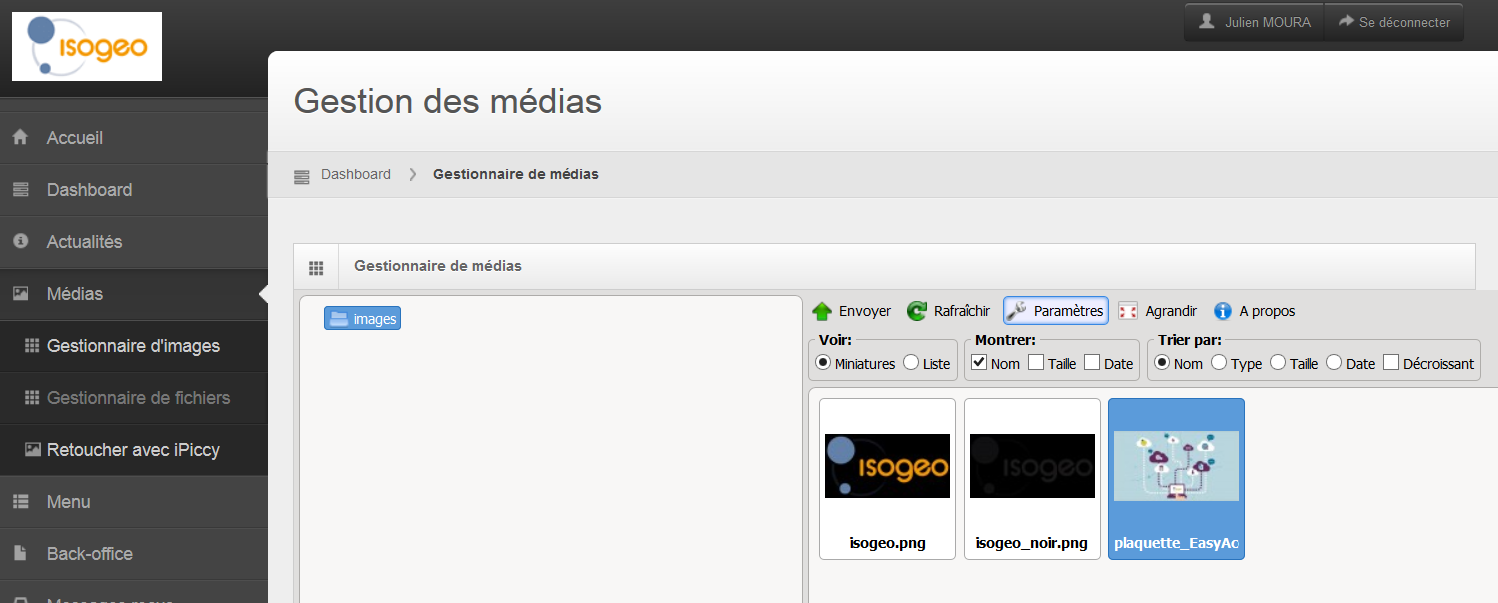 isogeo
Julien MOURA
Se déconnecter
Gestion des médias
Accueil
Dashboard
Actualités
Médias
Gestionnaire d'images
Gestionnaire de fichiers
Retoucher avec iPiccy
Menu
Back-office
Dashboard > Gestionnaire de médias
Gestionnaire de médias
images
Envoyer Rafraîchir Paramètres Agrandir A propos
Voir: Montrer: Trier par:
Miniatures Liste Nom Taille Date Nom Type Taille Date Décroissant
isogeo isogeo
isogeo.png isogeo_noir.png plaquette_EasyAc